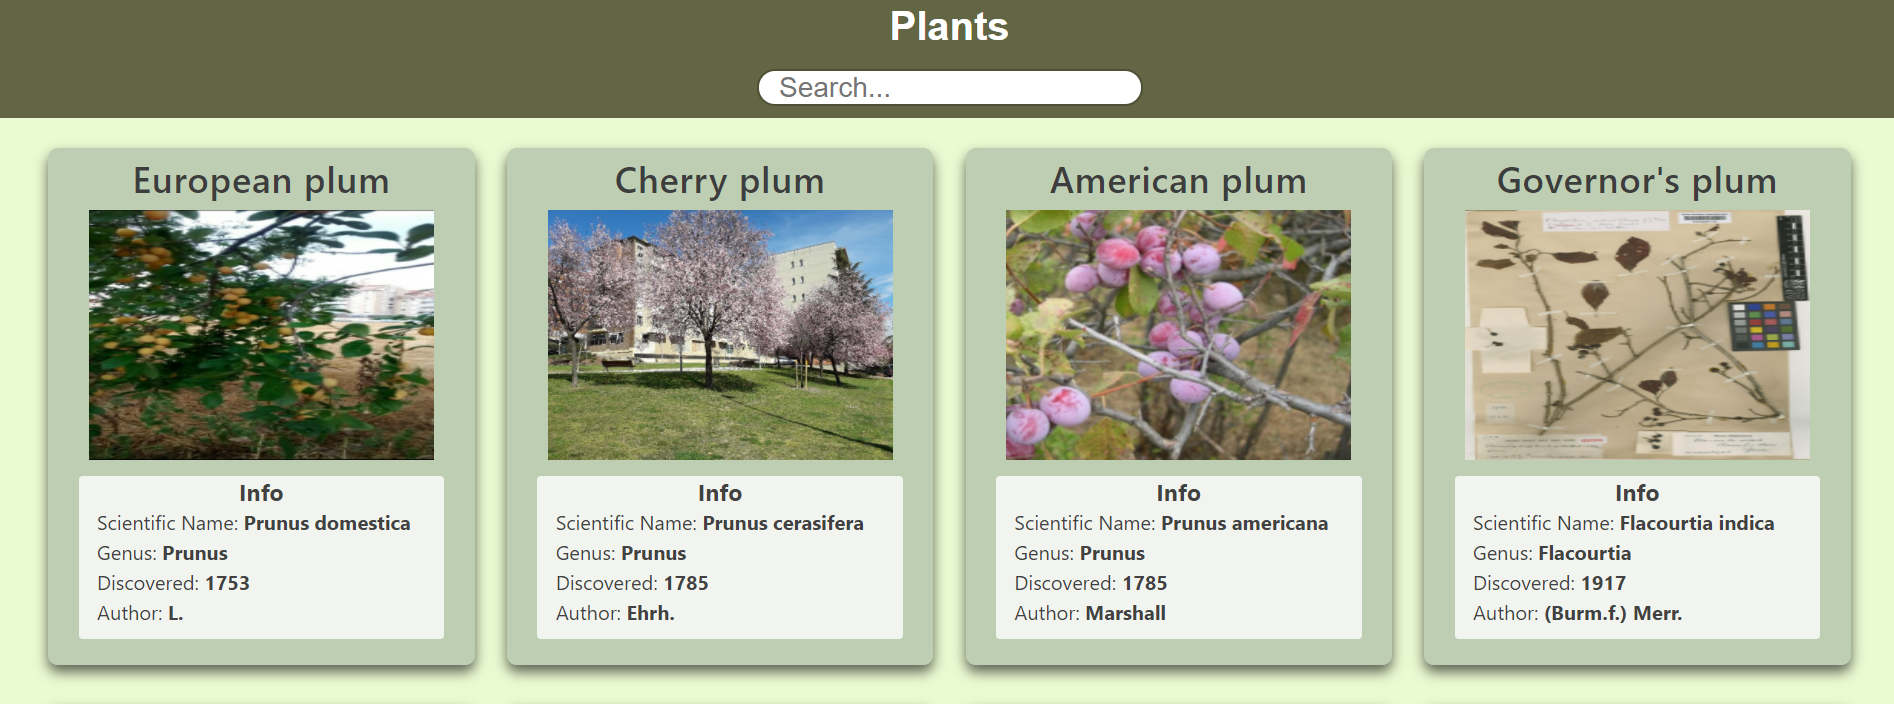 Plants
Search...
European plum
Info
Scientific Name: Prunus domestica
Genus: Prunus
Discovered: 1753
Author: L.
Cherry plum
Info
Scientific Name: Prunus cerasifera
Genus: Prunus
Discovered: 1785
Author: Ehrh.
American plum
Info
Scientific Name: Prunus americana
Genus: Prunus
Discovered: 1785
Author: Marshall
Governor's plum
Info
Scientific Name: Flacourtia indica
Genus: Flacourtia
Discovered: 1917
Author: (Burm.f.) Merr.